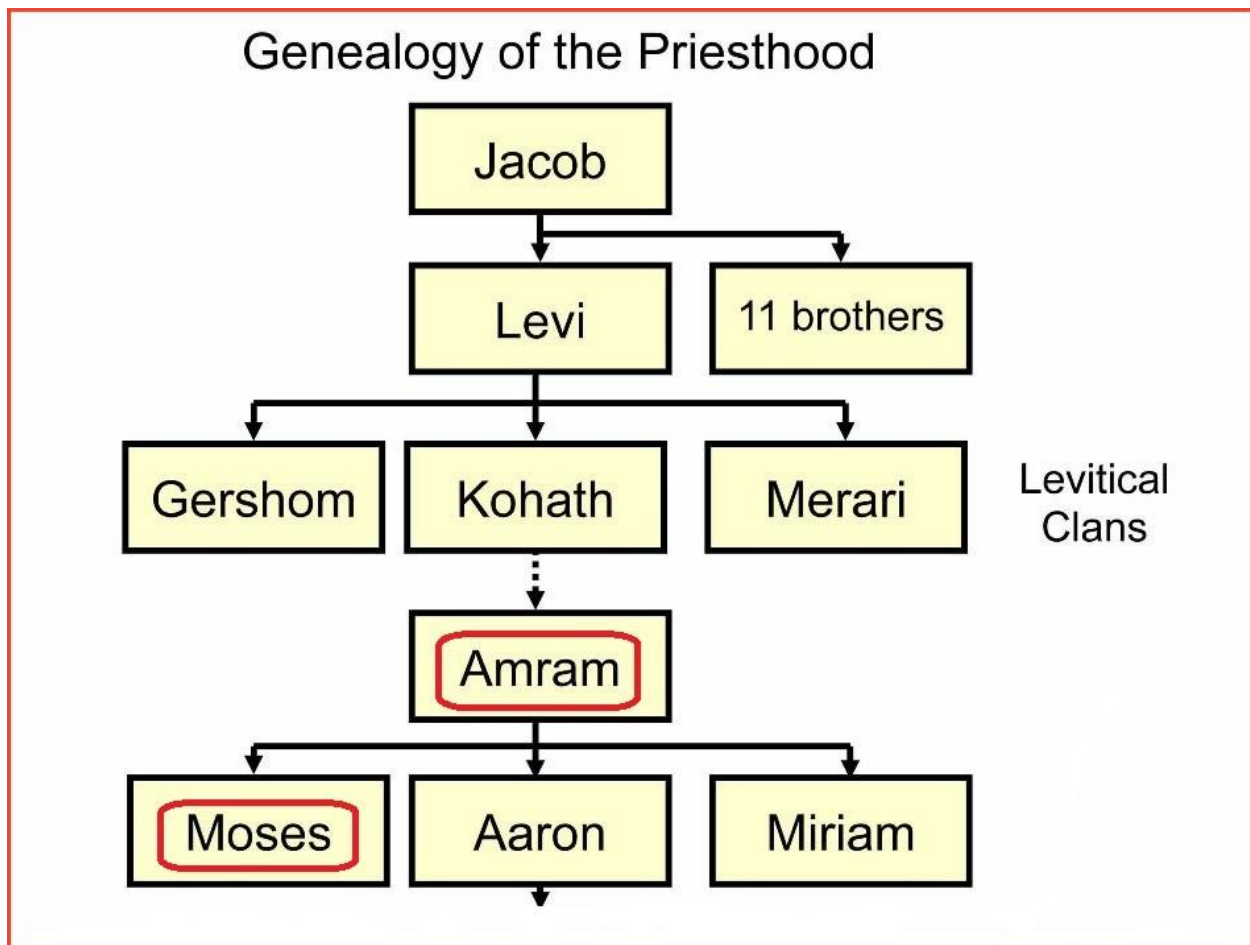 Genealogy of the Priesthood
Jacob
Levi
11 brothers
Gershom
Kohath
Merari
Levitical
Clans
Amram
Moses
Aaron
Miriam